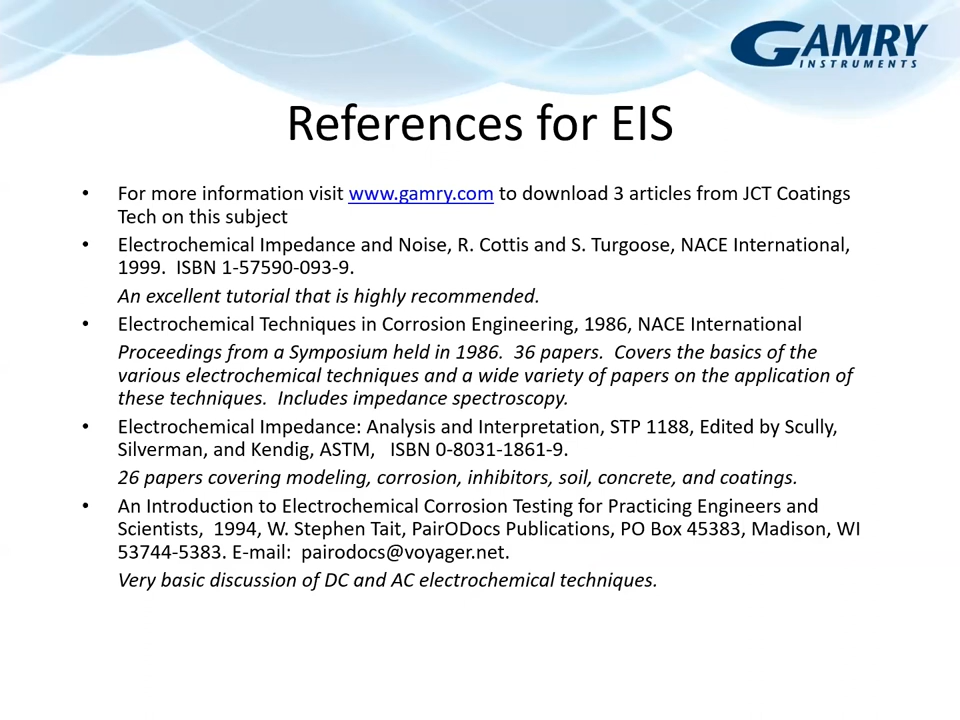 GAMRY
INSTRUMENTS
References for EIS
• For more information visit www.gamry.com to download 3 articles from JCT Coatings
Tech on this subject
• Electrochemical Impedance and Noise, R. Cottis and S. Turgoose, NACE International,
1999.  ISBN 1-57590-093-9.
An excellent tutorial that is highly recommended.
• Electrochemical Techniques in Corrosion Engineering, 1986, NACE International
Proceedings from a Symposium held in 1986.  36 papers.  Covers the basics of the
various electrochemical techniques and a wide variety of papers on the application of
these techniques.  Includes impedance spectroscopy.
• Electrochemical Impedance: Analysis and Interpretation, STP 1188, Edited by Scully,
Silverman, and Kendig, ASTM,   ISBN 0-8031-1861-9.
26 papers covering modeling, corrosion, inhibitors, soil, concrete, and coatings.
• An Introduction to Electrochemical Corrosion Testing for Practicing Engineers and
Scientists,  1994, W. Stephen Tait, PairODocs Publications, PO Box 45383, Madison, WI
53744-5383. E-mail:  pairodocs@voyager.net.
Very basic discussion of DC and AC electrochemical techniques.